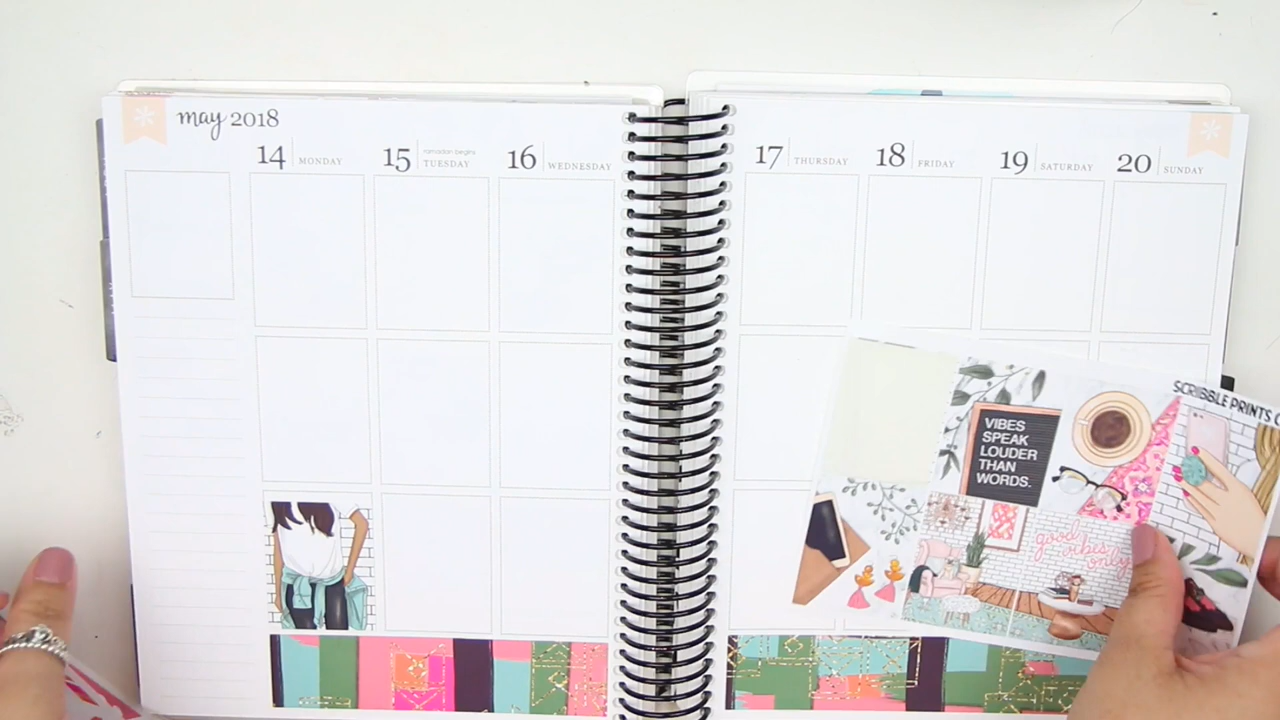 may 2018
14 MONDAY
15 ramadan begins TUESDAY
16 WEDNESDAY
17 THURSDAY
18 FRIDAY
19 SATURDAY
20 SUNDAY
SCRIBBLE PRINTS
VIBES
SPEAK
LOUDER
THAN
WORDS.
good
vibes
only